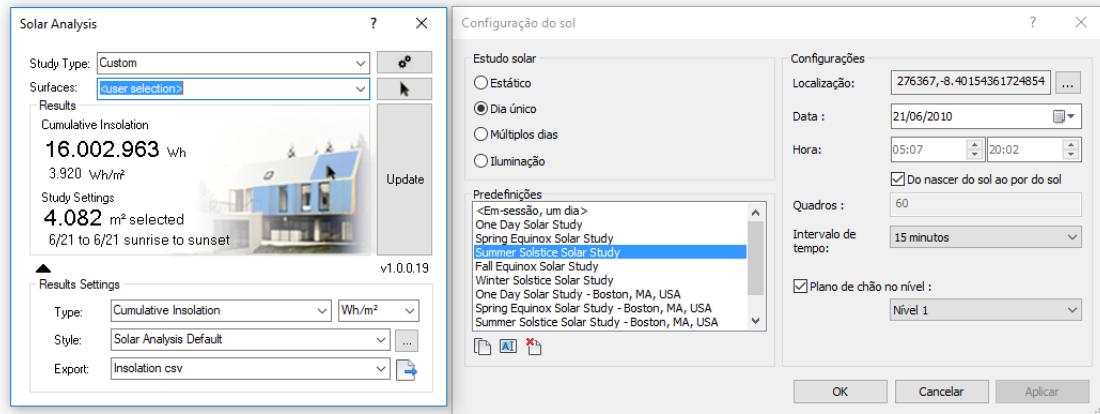 Solar Analysis
?
Study Type:
Custom
Surfaces:
<user selection>
Results
Cumulative Insolation
16.002.963 Wh
3.920 Wh/m²
Study Settings
4.082 m² selected
6/21 to 6/21 sunrise to sunset
Update
v1.0.0.19
Results Settings
Type:
Cumulative Insolation
Wh/m²
Style:
Solar Analysis Default
...
Export:
Insolation csv
Configuração do sol
?
Estudo solar
Estático
Dia único
Múltiplos dias
Iluminação
Predefinições
<Em-sessão, um dia>
One Day Solar Study
Spring Equinox Solar Study
Summer Solstice Solar Study
Fall Equinox Solar Study
Winter Solstice Solar Study
One Day Solar Study - Boston, MA, USA
Spring Equinox Solar Study - Boston, MA, USA
Summer Solstice Solar Study - Boston, MA, USA
AI
Configurações
Localização:
276367,-8.40154361724854
...
Data :
21/06/2010
Hora:
05:07
20:02
Do nascer do sol ao por do sol
Quadros :
60
Intervalo de
tempo:
15 minutos
Plano de chão no nível :
Nível 1
OK
Cancelar
Aplicar